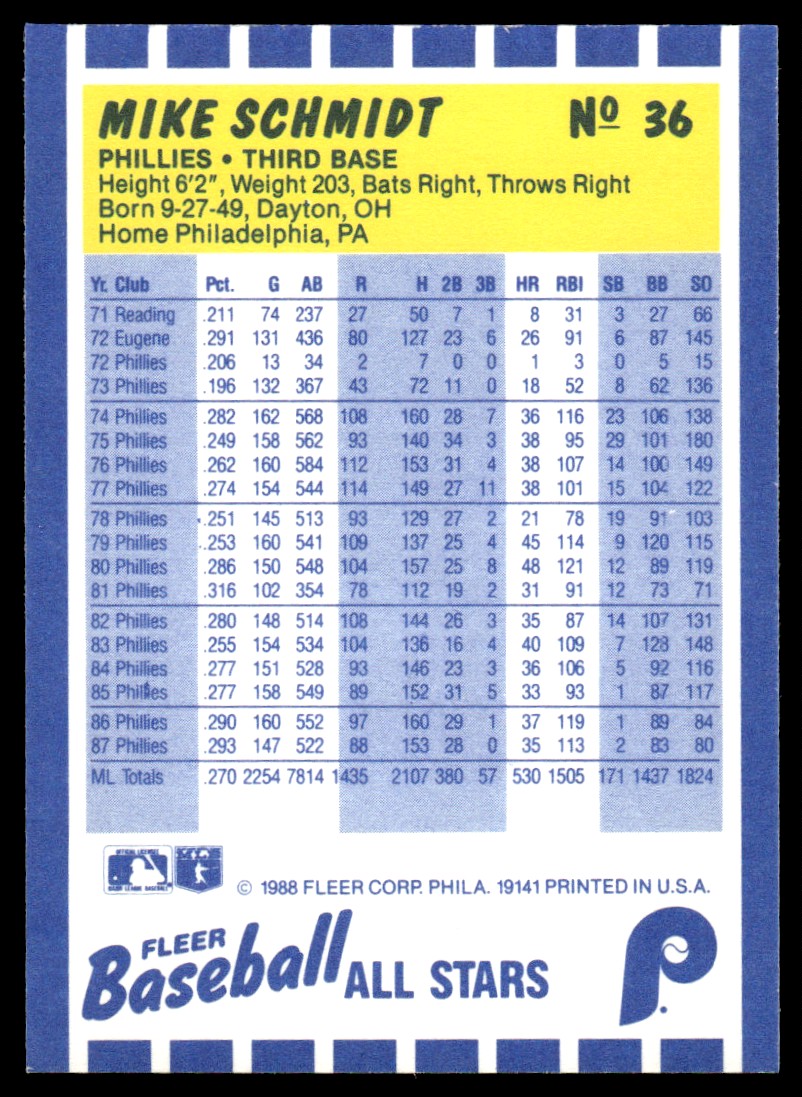 MIKE SCHMIDT Nº 36
PHILLIES • THIRD BASE
Height 6'2", Weight 203, Bats Right, Throws Right
Born 9-27-49, Dayton, OH
Home Philadelphia, PA
Yr. Club Pct. G AB R H 2B 3B HR RBI SB BB SO
71 Reading .211 74 237 27 50 7 1 8 31 3 27 66
72 Eugene .291 131 436 80 127 23 6 26 91 6 87 145
72 Phillies .206 13 34 2 7 0 0 1 3 0 5 15
73 Phillies .196 132 367 43 72 11 0 18 52 8 62 136
74 Phillies .282 162 568 108 160 28 7 36 116 23 106 138
75 Phillies .249 158 562 93 140 34 3 38 95 29 101 180
76 Phillies .262 160 584 112 153 31 4 38 107 14 100 149
77 Phillies .274 154 544 114 149 27 11 38 101 15 104 122
78 Phillies .251 145 513 93 129 27 2 21 78 19 91 103
79 Phillies .253 160 541 109 137 25 4 45 114 9 120 115
80 Phillies .286 150 548 104 157 25 8 48 121 12 89 119
81 Phillies .316 102 354 78 112 19 2 31 91 12 73 71
82 Phillies .280 148 514 108 144 26 3 35 87 14 107 131
83 Phillies .255 154 534 104 136 16 4 40 109 7 128 148
84 Phillies .277 151 528 93 146 23 3 36 106 5 92 116
85 Phillies .277 158 549 89 152 31 5 33 93 1 87 117
86 Phillies .290 160 552 97 160 29 1 37 119 1 89 84
87 Phillies .293 147 522 88 153 28 0 35 113 2 83 80
ML Totals .270 2254 7814 1435 2107 380 57 530 1505 171 1437 1824
OFFICIAL LICENSEE
MAJOR LEAGUE BASEBALL
© 1988 FLEER CORP. PHILA. 19141 PRINTED IN U.S.A.
FLEER
Baseball ALL STARS
P